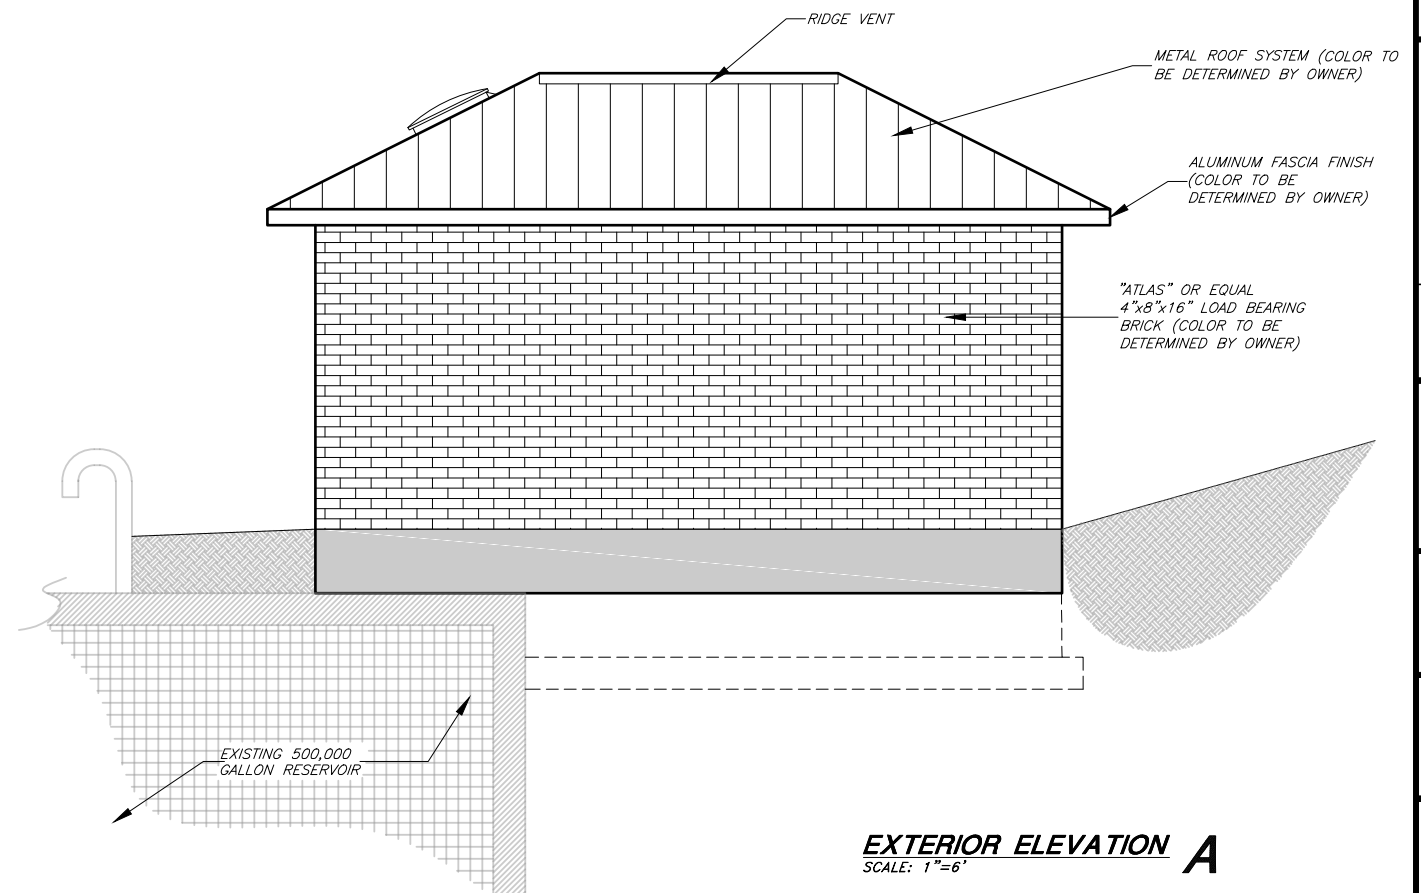 RIDGE VENT
METAL ROOF SYSTEM (COLOR TO
BE DETERMINED BY OWNER)
ALUMINUM FASCIA FINISH
(COLOR TO BE
DETERMINED BY OWNER)
"ATLAS" OR EQUAL
4"x8"x16" LOAD BEARING
BRICK (COLOR TO BE
DETERMINED BY OWNER)
EXISTING 500,000
GALLON RESERVOIR
EXTERIOR ELEVATION A
SCALE: 1"=6'